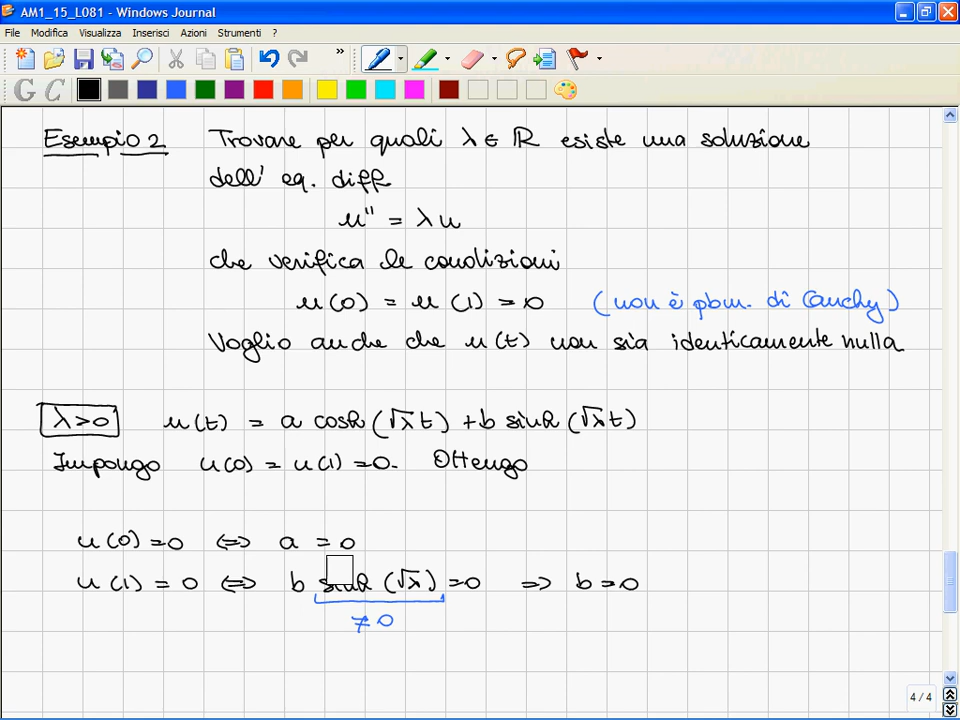 AM1_15_L081 - Windows Journal
File Modifica Visualizza Inserisci Azioni Strumenti ?
Esempio 2 Trovare per quali λ ∈ ℝ esiste una soluzione
dell' eq. diff
u'' = λu
che verifica le condizioni
u(0) = u(1) = 0 (non è pbm. di Cauchy)
Voglio anche che u(t) non sia identicamente nulla
λ>0 u(t) = a cosh(√λt) + b sinh(√λt)
Impongo u(0) = u(1) = 0. Ottengo
u(0) = 0 ⇔ a = 0
u(1) = 0 ⇔ b sinh(√λ) = 0 ⇒ b = 0
≠ 0
4 / 4